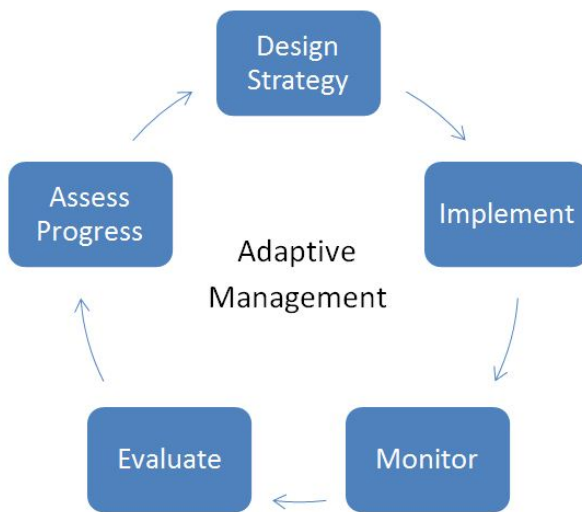 Design
Strategy
Implement
Monitor
Evaluate
Assess
Progress
Adaptive
Management